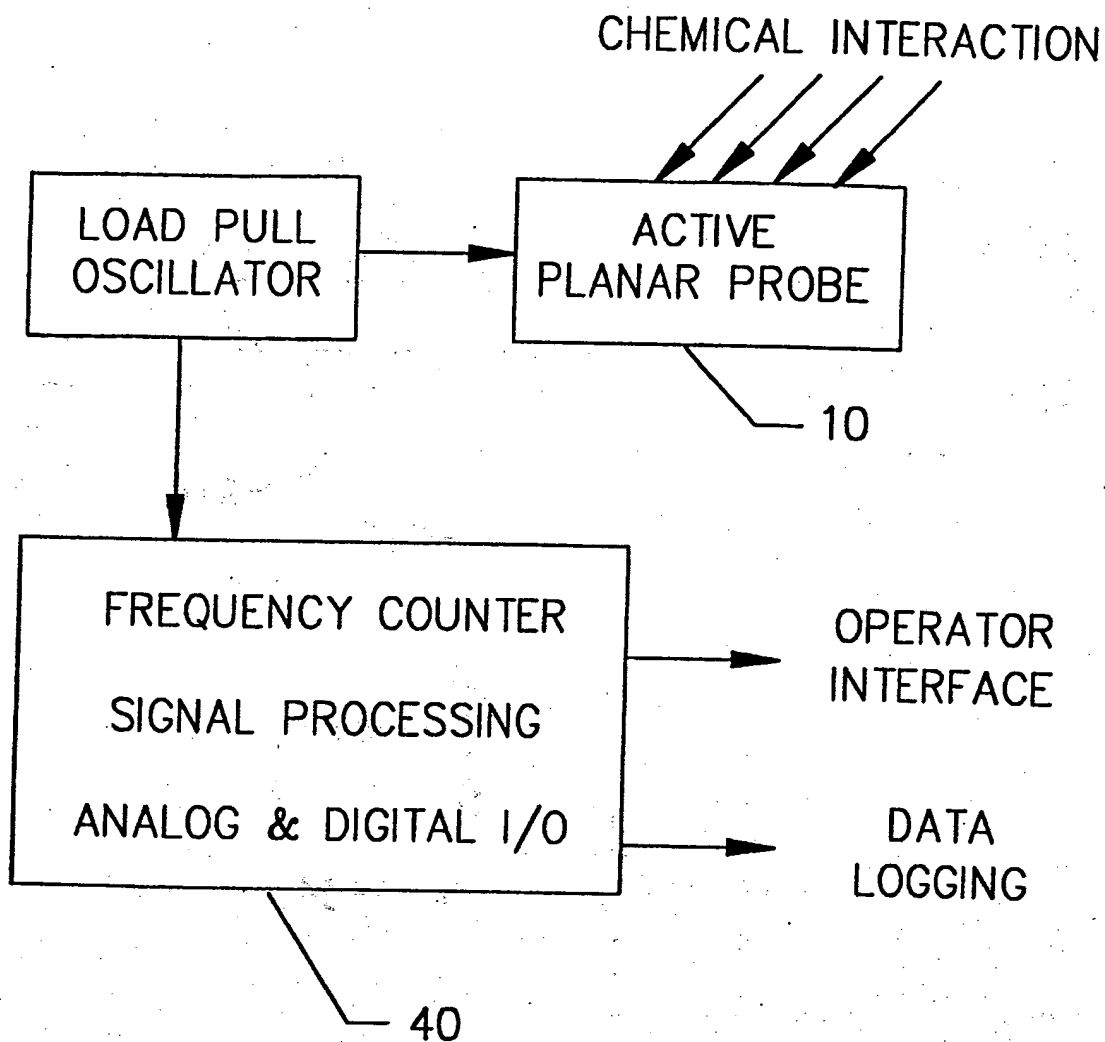 CHEMICAL INTERACTION
LOAD PULL
OSCILLATOR
ACTIVE
PLANAR PROBE
10
FREQUENCY COUNTER
SIGNAL PROCESSING
ANALOG & DIGITAL I/O
OPERATOR
INTERFACE
DATA
LOGGING
40